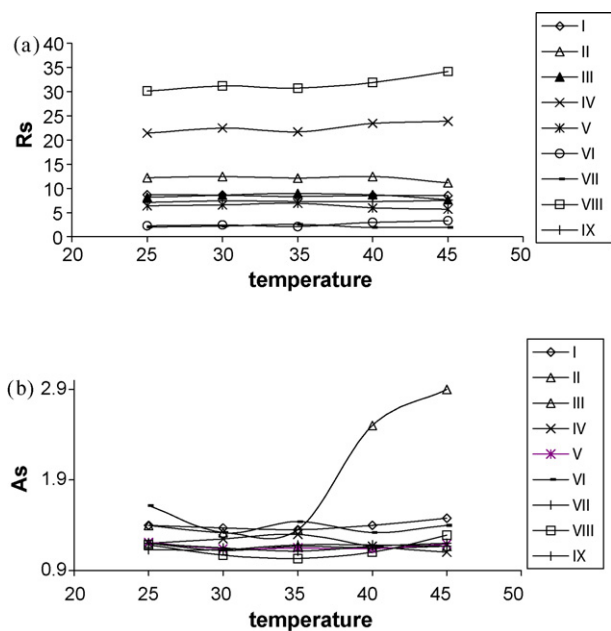 (a)
40
35
30
25
20
15
10
5
0
Rs
20 25 30 35 40 45 50
temperature
I
II
III
IV
V
VI
VII
VIII
IX
(b)
2.9
1.9
0.9
As
20 25 30 35 40 45 50
temperature
I
II
III
IV
V
VI
VII
VIII
IX